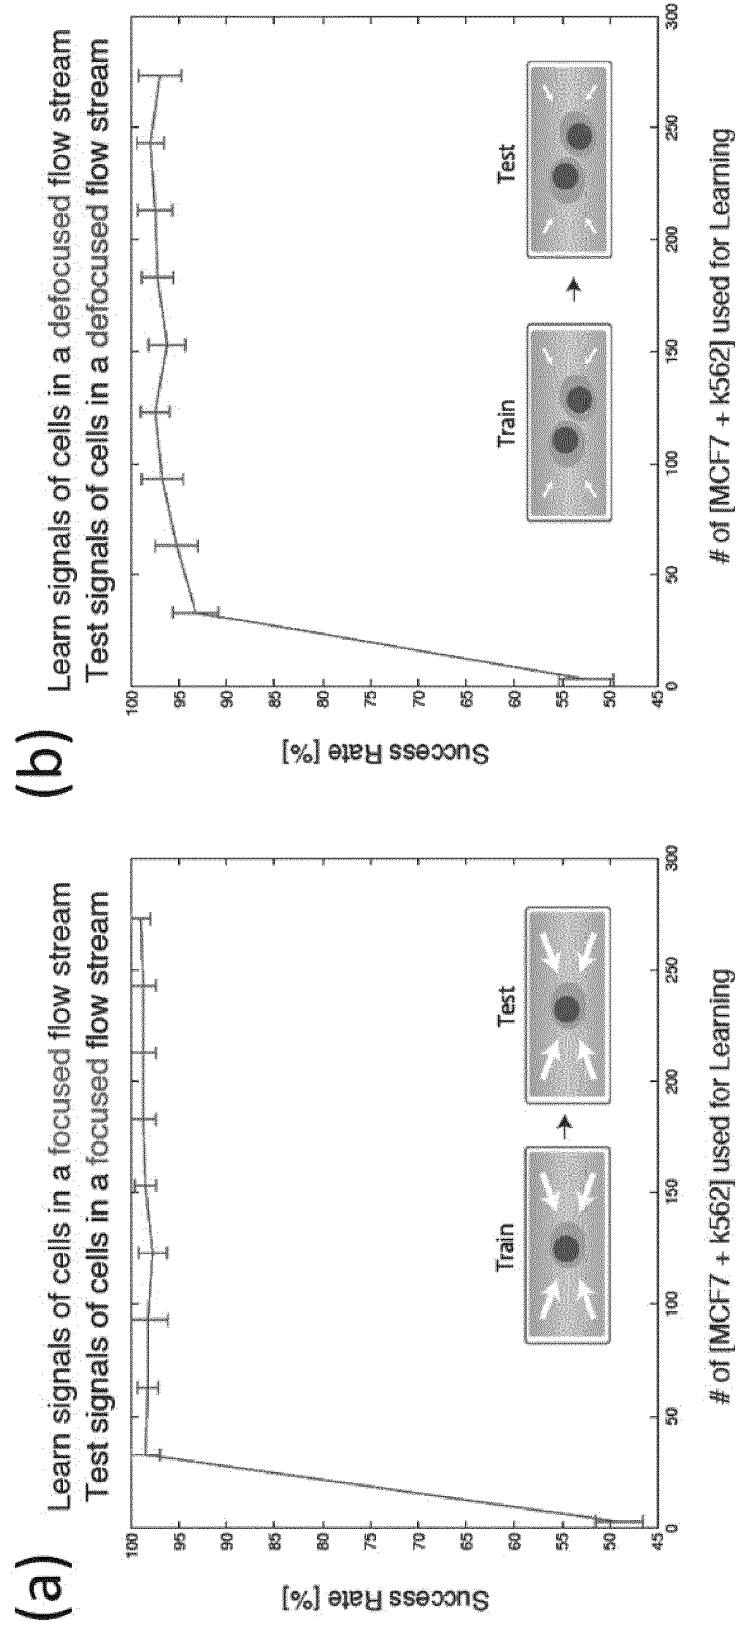 (a)
Learn signals of cells in a focused flow stream
Test signals of cells in a focused flow stream
100
95
90
85
80
75
70
65
60
55
50
45
Success Rate [%]
Train
Test
0
50
100
150
200
250
300
# of [MCF7 + k562] used for Learning
(b)
Learn signals of cells in a defocused flow stream
Test signals of cells in a defocused flow stream
100
95
90
85
80
75
70
65
60
55
50
45
Success Rate [%]
Train
Test
0
50
100
150
200
250
300
# of [MCF7 + k562] used for Learning